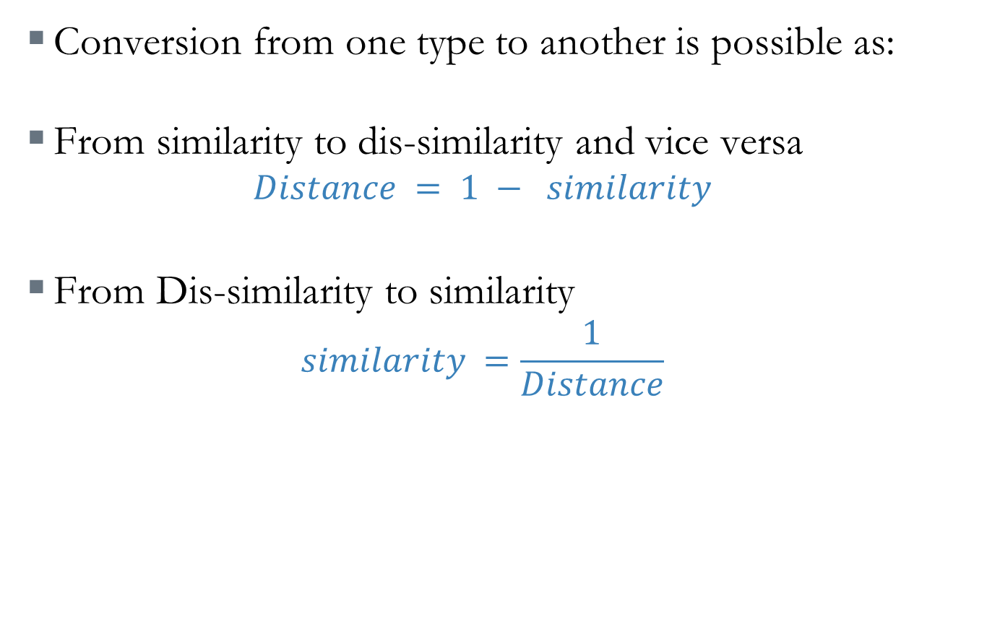 ▪ Conversion from one type to another is possible as:
▪ From similarity to dis-similarity and vice versa
Distance = 1 − similarity
▪ From Dis-similarity to similarity
similarity = 1/Distance